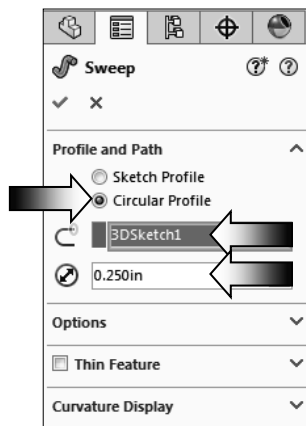 Sweep
Profile and Path
Sketch Profile
Circular Profile
3DSketch1
0.250in
Options
Thin Feature
Curvature Display